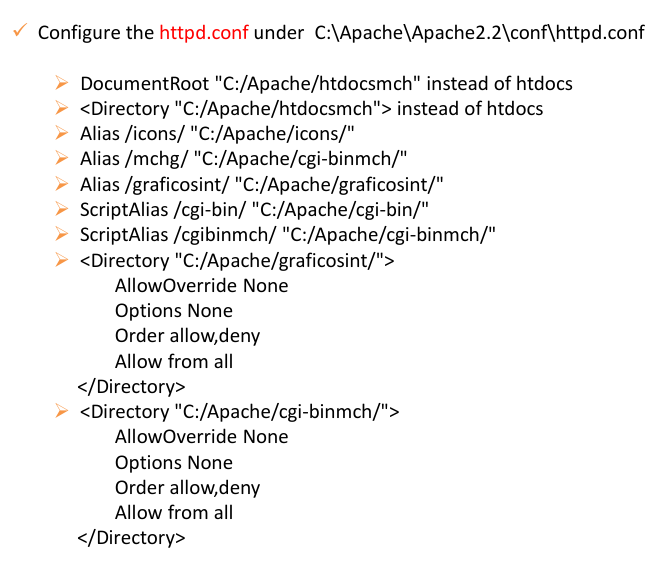 Configure the httpd.conf under C:\Apache\Apache2.2\conf\httpd.conf
DocumentRoot "C:/Apache/htdocsmch" instead of htdocs
<Directory "C:/Apache/htdocsmch"> instead of htdocs
Alias /icons/ "C:/Apache/icons/"
Alias /mchg/ "C:/Apache/cgi-binmch/"
Alias /graficosint/ "C:/Apache/graficosint/"
ScriptAlias /cgi-bin/ "C:/Apache/cgi-bin/"
ScriptAlias /cgibinmch/ "C:/Apache/cgi-binmch/"
<Directory "C:/Apache/graficosint/">
AllowOverride None
Options None
Order allow,deny
Allow from all
</Directory>
<Directory "C:/Apache/cgi-binmch/">
AllowOverride None
Options None
Order allow,deny
Allow from all
</Directory>